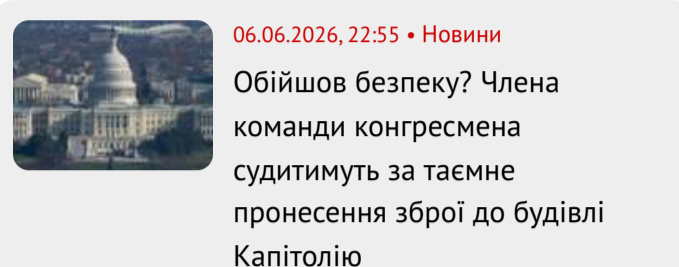 06.06.2026, 22:55 • Новини
Обійшов безпеку? Члена
команди конгресмена
судитимуть за таємне
пронесення зброї до будівлі
Капітолію